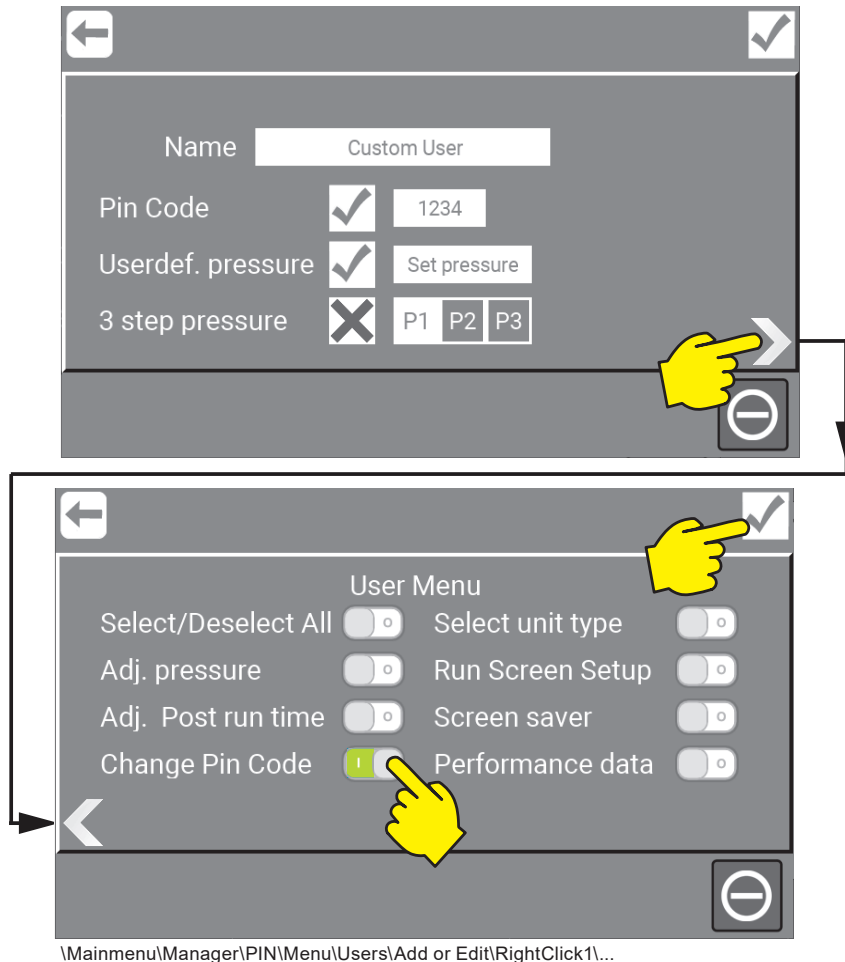 Name Custom User
Pin Code 1234
Userdef. pressure Set pressure
3 step pressure P1 P2 P3
User Menu
Select/Deselect All O Select unit type O
Adj. pressure O Run Screen Setup O
Adj. Post run time O Screen saver O
Change Pin Code I Performance data O
\Mainmenu\Manager\PIN\Menu\Users\Add or Edit\RightClick1\...